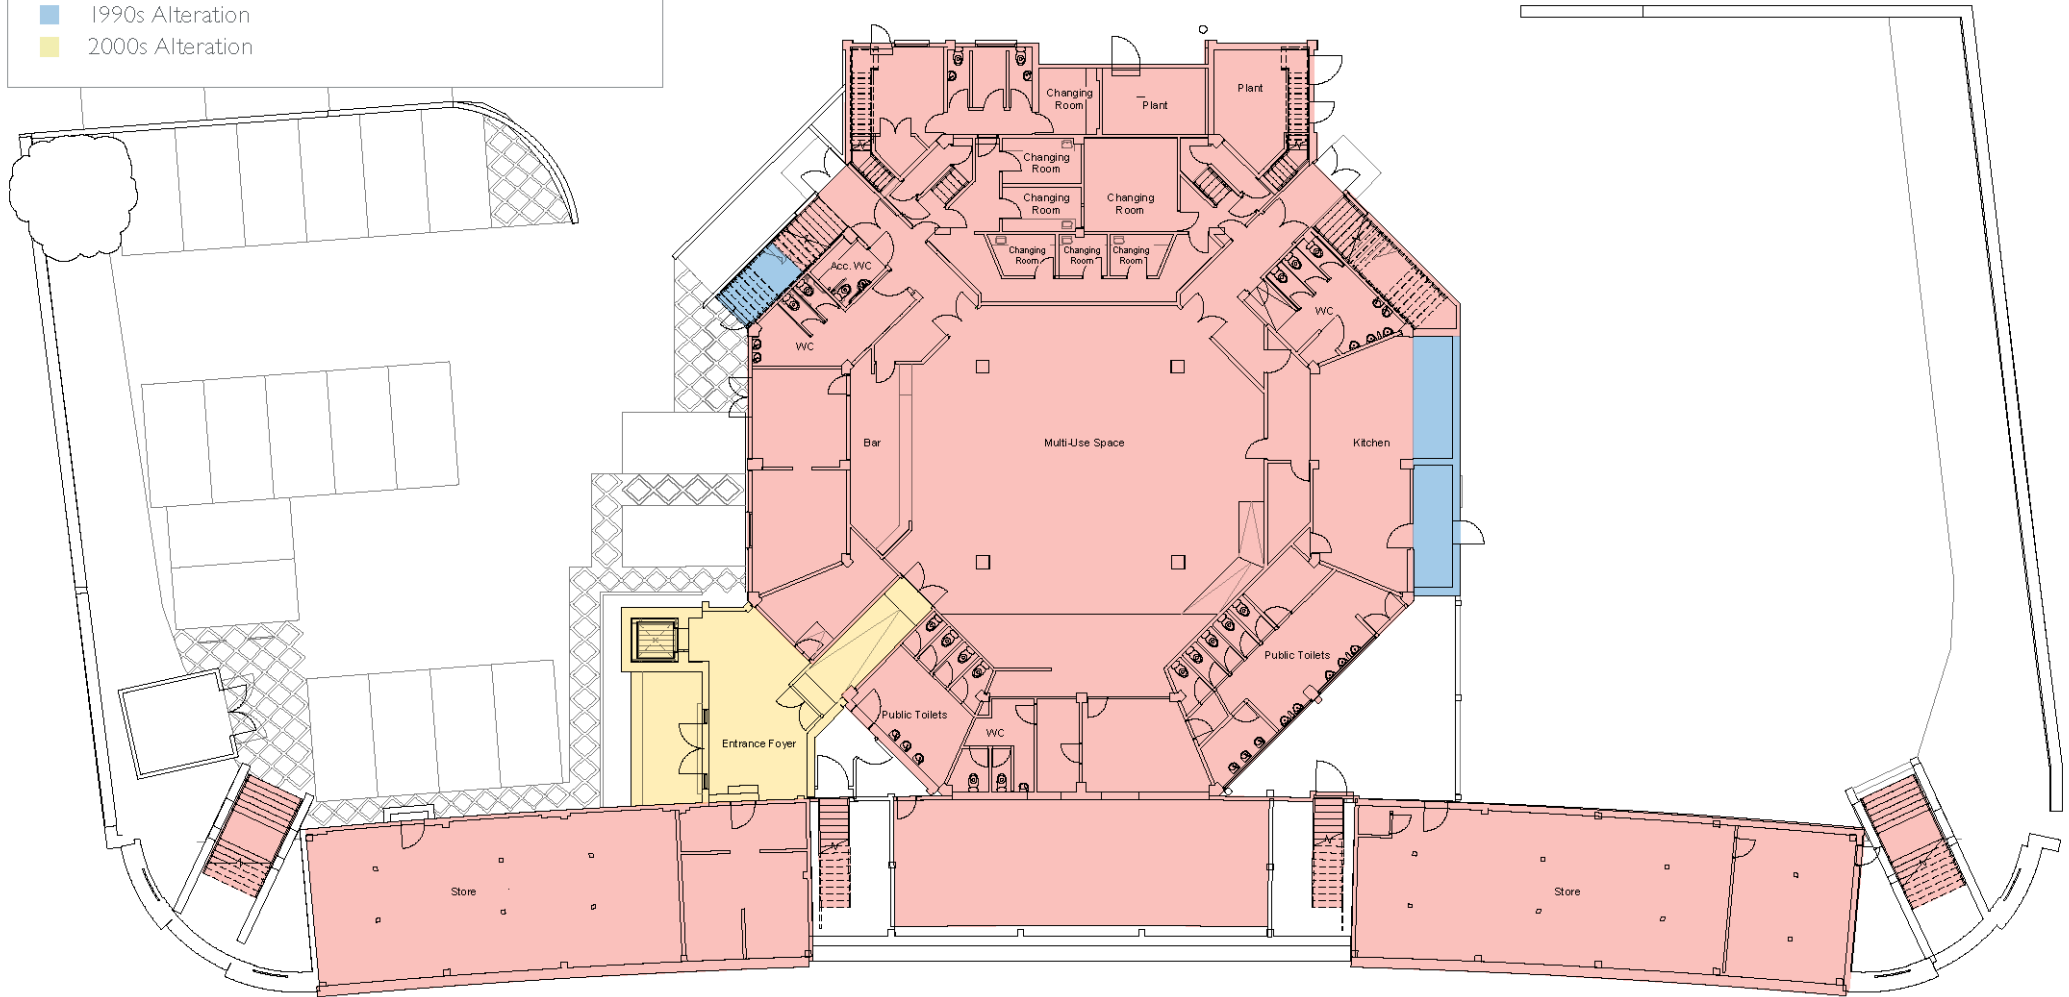 1990s Alteration
2000s Alteration
Changing
Room
Plant
Plant
Changing
Room
Changing
Room
Changing
Room
Changing
Room
Changing
Room
Changing
Room
Acc. WC
WC
WC
Bar
Multi-Use Space
Kitchen
Public Toilets
Public Toilets
WC
Entrance Foyer
Store
Store